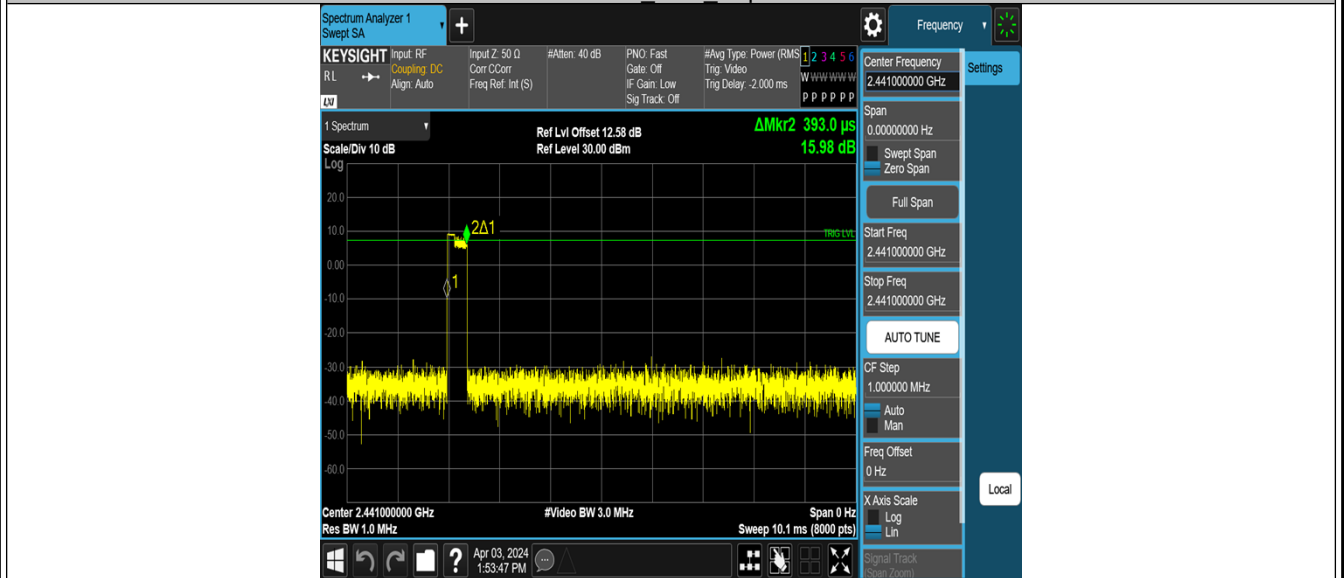 Spectrum Analyzer 1
Swept SA
+
Frequency
KEYSIGHT
RL
LXI
Input: RF
Coupling: DC
Align: Auto
Input Z: 50 Ω
Corr CCorr
Freq Ref: Int (S)
#Atten: 40 dB
PNO: Fast
Gate: Off
IF Gain: Low
Sig Track: Off
#Avg Type: Power (RMS
Trig: Video
Trig Delay: -2.000 ms
1 2 3 4 5 6
W W W W W W
P P P P P P
1 Spectrum
Scale/Div 10 dB
Log
Ref Lvl Offset 12.58 dB
Ref Level 30.00 dBm
ΔMkr2 393.0 µs
15.98 dB
20.0
10.0
0.00
-10.0
-20.0
-30.0
-40.0
-50.0
-60.0
2Δ1
1
TRIG LVL
Center 2.441000000 GHz
Res BW 1.0 MHz
#Video BW 3.0 MHz
Span 0 Hz
Sweep 10.1 ms (8000 pts)
?
Apr 03, 2024
1:53:47 PM
Center Frequency
2.441000000 GHz
Span
0.00000000 Hz
Swept Span
Zero Span
Full Span
Start Freq
2.441000000 GHz
Stop Freq
2.441000000 GHz
AUTO TUNE
CF Step
1.000000 MHz
Auto
Man
Freq Offset
0 Hz
X Axis Scale
Log
Lin
Signal Track
(Span Zoom)
Settings
Local